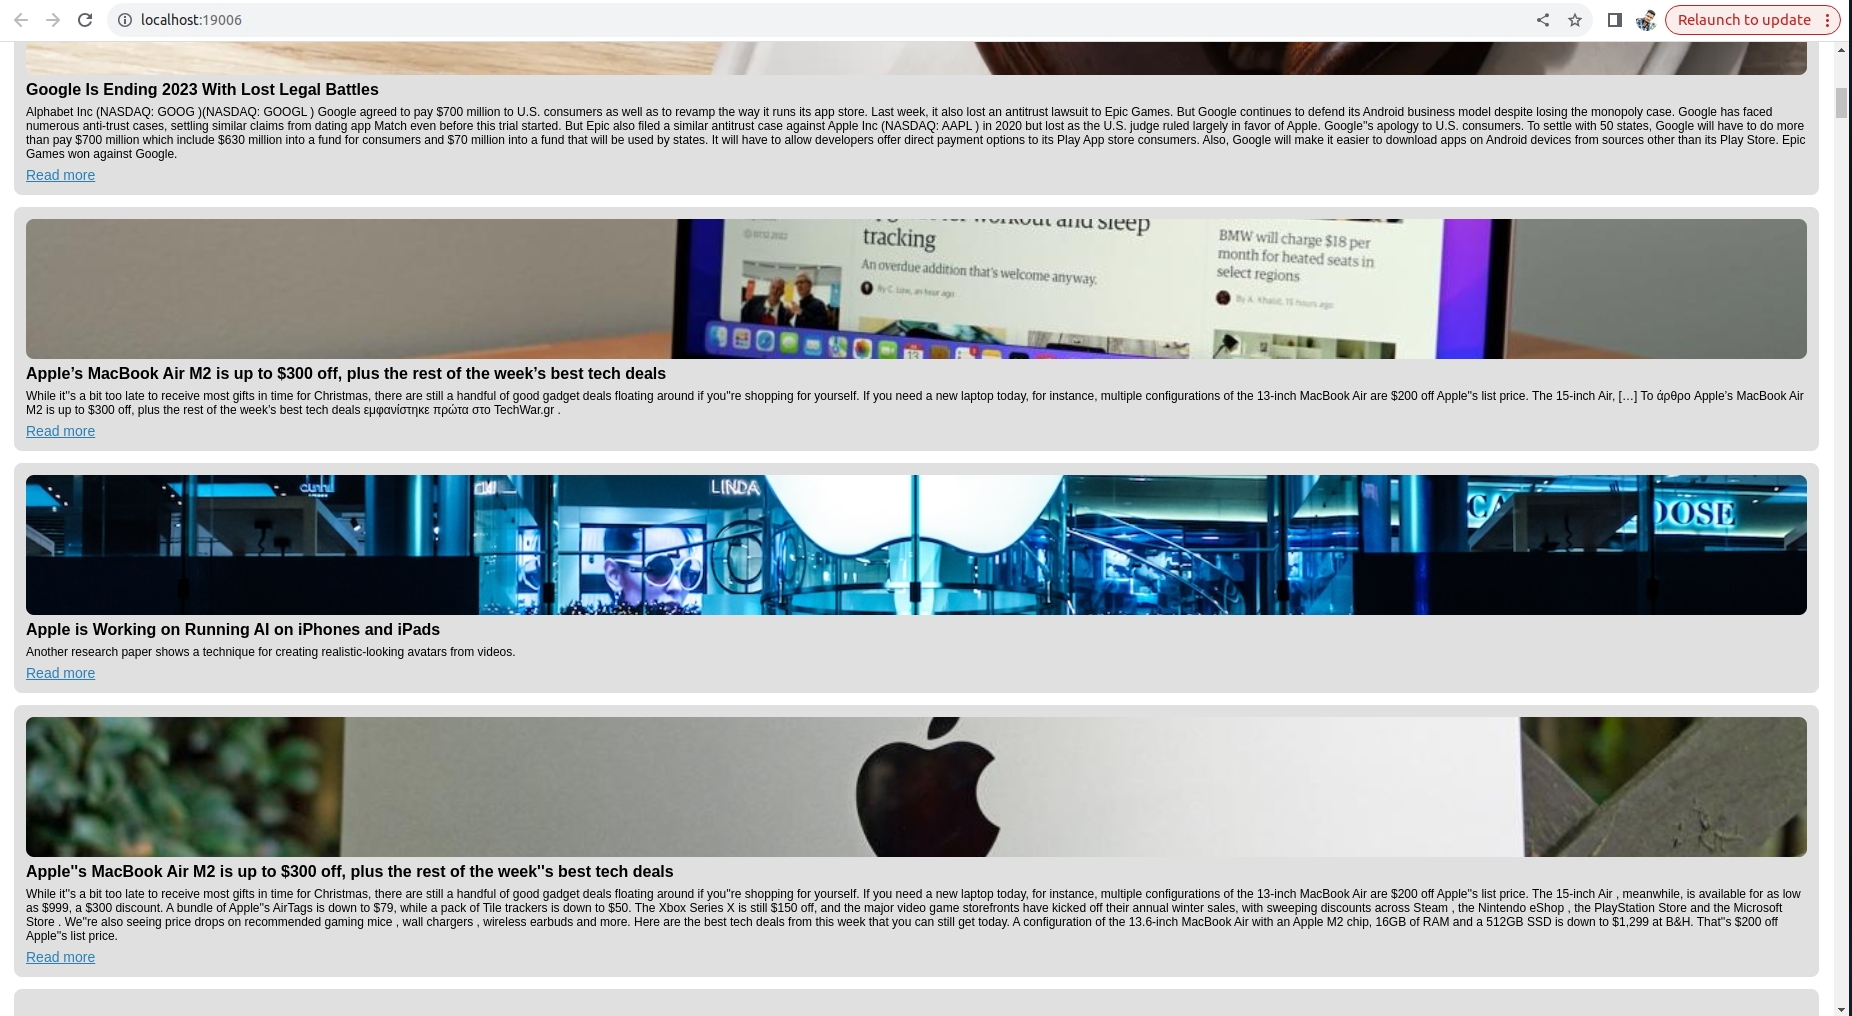 localhost:19006
Relaunch to update
Google Is Ending 2023 With Lost Legal Battles
Alphabet Inc (NASDAQ: GOOG )(NASDAQ: GOOGL ) Google agreed to pay $700 million to U.S. consumers as well as to revamp the way it runs its app store. Last week, it also lost an antitrust lawsuit to Epic Games. But Google continues to defend its Android business model despite losing the monopoly case. Google has faced
numerous anti-trust cases, settling similar claims from dating app Match even before this trial started. But Epic also filed a similar antitrust case against Apple Inc (NASDAQ: AAPL ) in 2020 but lost as the U.S. judge ruled largely in favor of Apple. Google''s apology to U.S. consumers. To settle with 50 states, Google will have to do more
than pay $700 million which include $630 million into a fund for consumers and $70 million into a fund that will be used by states. It will have to allow developers offer direct payment options to its Play App store consumers. Also, Google will make it easier to download apps on Android devices from sources other than its Play Store. Epic
Games won against Google.
Read more
workout and sleep
tracking
An overdue addition that's welcome anyway.
By C. Low, an hour ago
BMW will charge $18 per
month for heated seats in
select regions
By A. Khalid, 15 hours ago
13
Apple’s MacBook Air M2 is up to $300 off, plus the rest of the week’s best tech deals
While it''s a bit too late to receive most gifts in time for Christmas, there are still a handful of good gadget deals floating around if you''re shopping for yourself. If you need a new laptop today, for instance, multiple configurations of the 13-inch MacBook Air are $200 off Apple''s list price. The 15-inch Air, […] Το άρθρο Apple’s MacBook Air
M2 is up to $300 off, plus the rest of the week’s best tech deals εμφανίστηκε πρώτα στο TechWar.gr .
Read more
LINDA
Apple is Working on Running AI on iPhones and iPads
Another research paper shows a technique for creating realistic-looking avatars from videos.
Read more
Apple''s MacBook Air M2 is up to $300 off, plus the rest of the week''s best tech deals
While it''s a bit too late to receive most gifts in time for Christmas, there are still a handful of good gadget deals floating around if you''re shopping for yourself. If you need a new laptop today, for instance, multiple configurations of the 13-inch MacBook Air are $200 off Apple''s list price. The 15-inch Air , meanwhile, is available for as low
as $999, a $300 discount. A bundle of Apple''s AirTags is down to $79, while a pack of Tile trackers is down to $50. The Xbox Series X is still $150 off, and the major video game storefronts have kicked off their annual winter sales, with sweeping discounts across Steam , the Nintendo eShop , the PlayStation Store and the Microsoft
Store . We''re also seeing price drops on recommended gaming mice , wall chargers , wireless earbuds and more. Here are the best tech deals from this week that you can still get today. A configuration of the 13.6-inch MacBook Air with an Apple M2 chip, 16GB of RAM and a 512GB SSD is down to $1,299 at B&H. That''s $200 off
Apple''s list price.
Read more